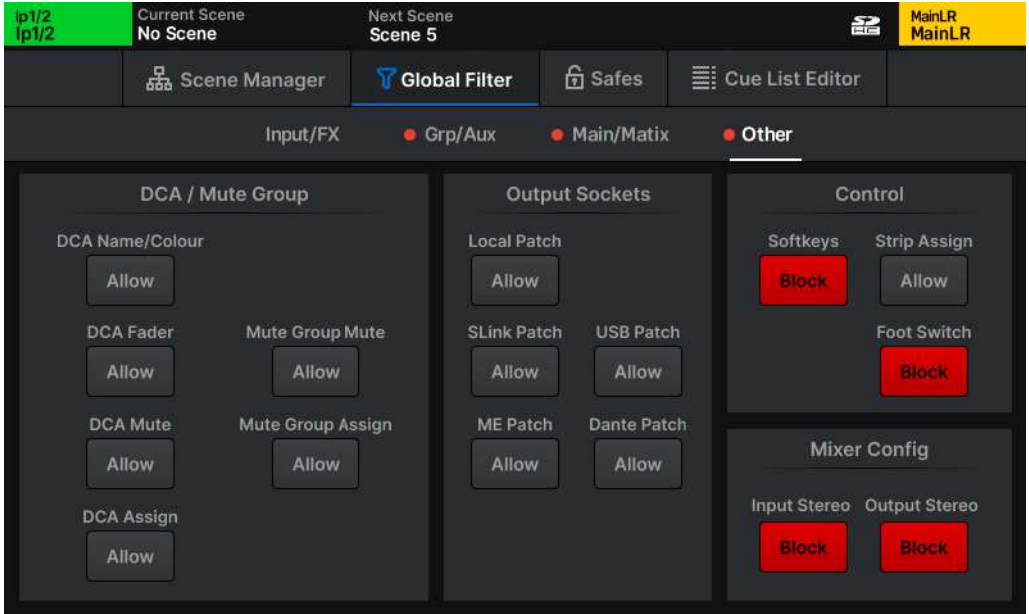 Ip1/2
Ip1/2
Current Scene
No Scene
Next Scene
Scene 5
MainLR
MainLR
Scene Manager
Global Filter
Safes
Cue List Editor
Input/FX
Grp/Aux
Main/Matix
Other
DCA / Mute Group
DCA Name/Colour
Allow
DCA Fader
Mute Group Mute
Allow
Allow
DCA Mute
Mute Group Assign
Allow
Allow
DCA Assign
Allow
Output Sockets
Local Patch
Allow
SLink Patch
USB Patch
Allow
Allow
ME Patch
Dante Patch
Allow
Allow
Control
Softkeys
Strip Assign
Block
Allow
Foot Switch
Block
Mixer Config
Input Stereo
Output Stereo
Block
Block